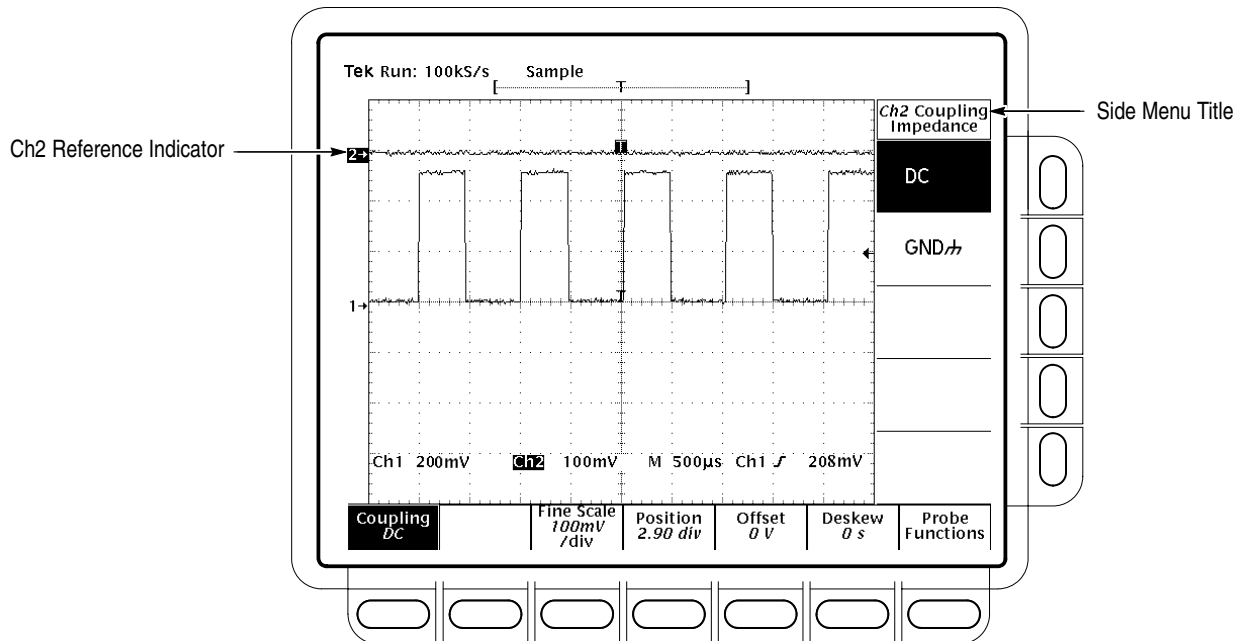 Tek Run: 100kS/s Sample
[ T ]
Ch2 Coupling
Impedance
Side Menu Title
Ch2 Reference Indicator
2→
T
DC
GND
1→
Ch1 200mV Ch2 100mV M 500µs Ch1 208mV
Coupling
DC
Fine Scale
100mV
/div
Position
2.90 div
Offset
0 V
Deskew
0 s
Probe
Functions